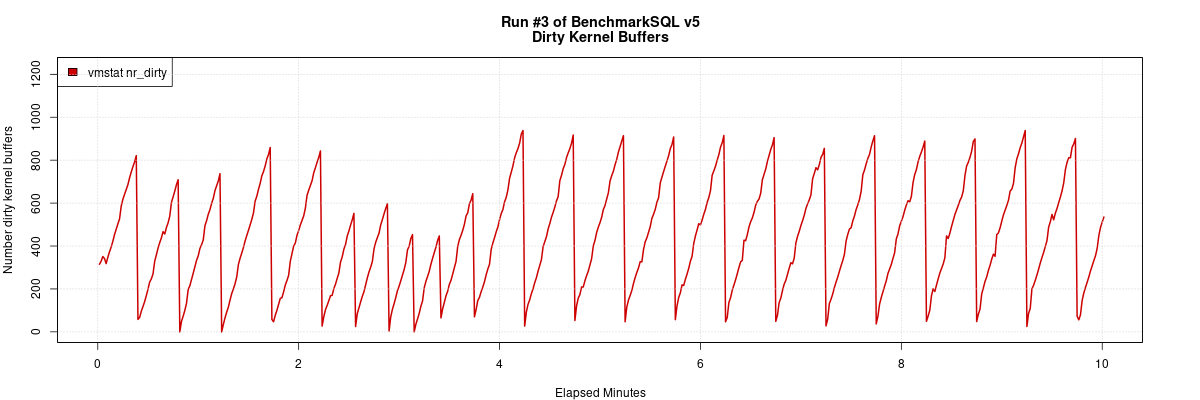 Run #3 of BenchmarkSQL v5
Dirty Kernel Buffers
vmstat nr_dirty
Number dirty kernel buffers
1200
1000
800
600
400
200
0
0 2 4 6 8 10
Elapsed Minutes